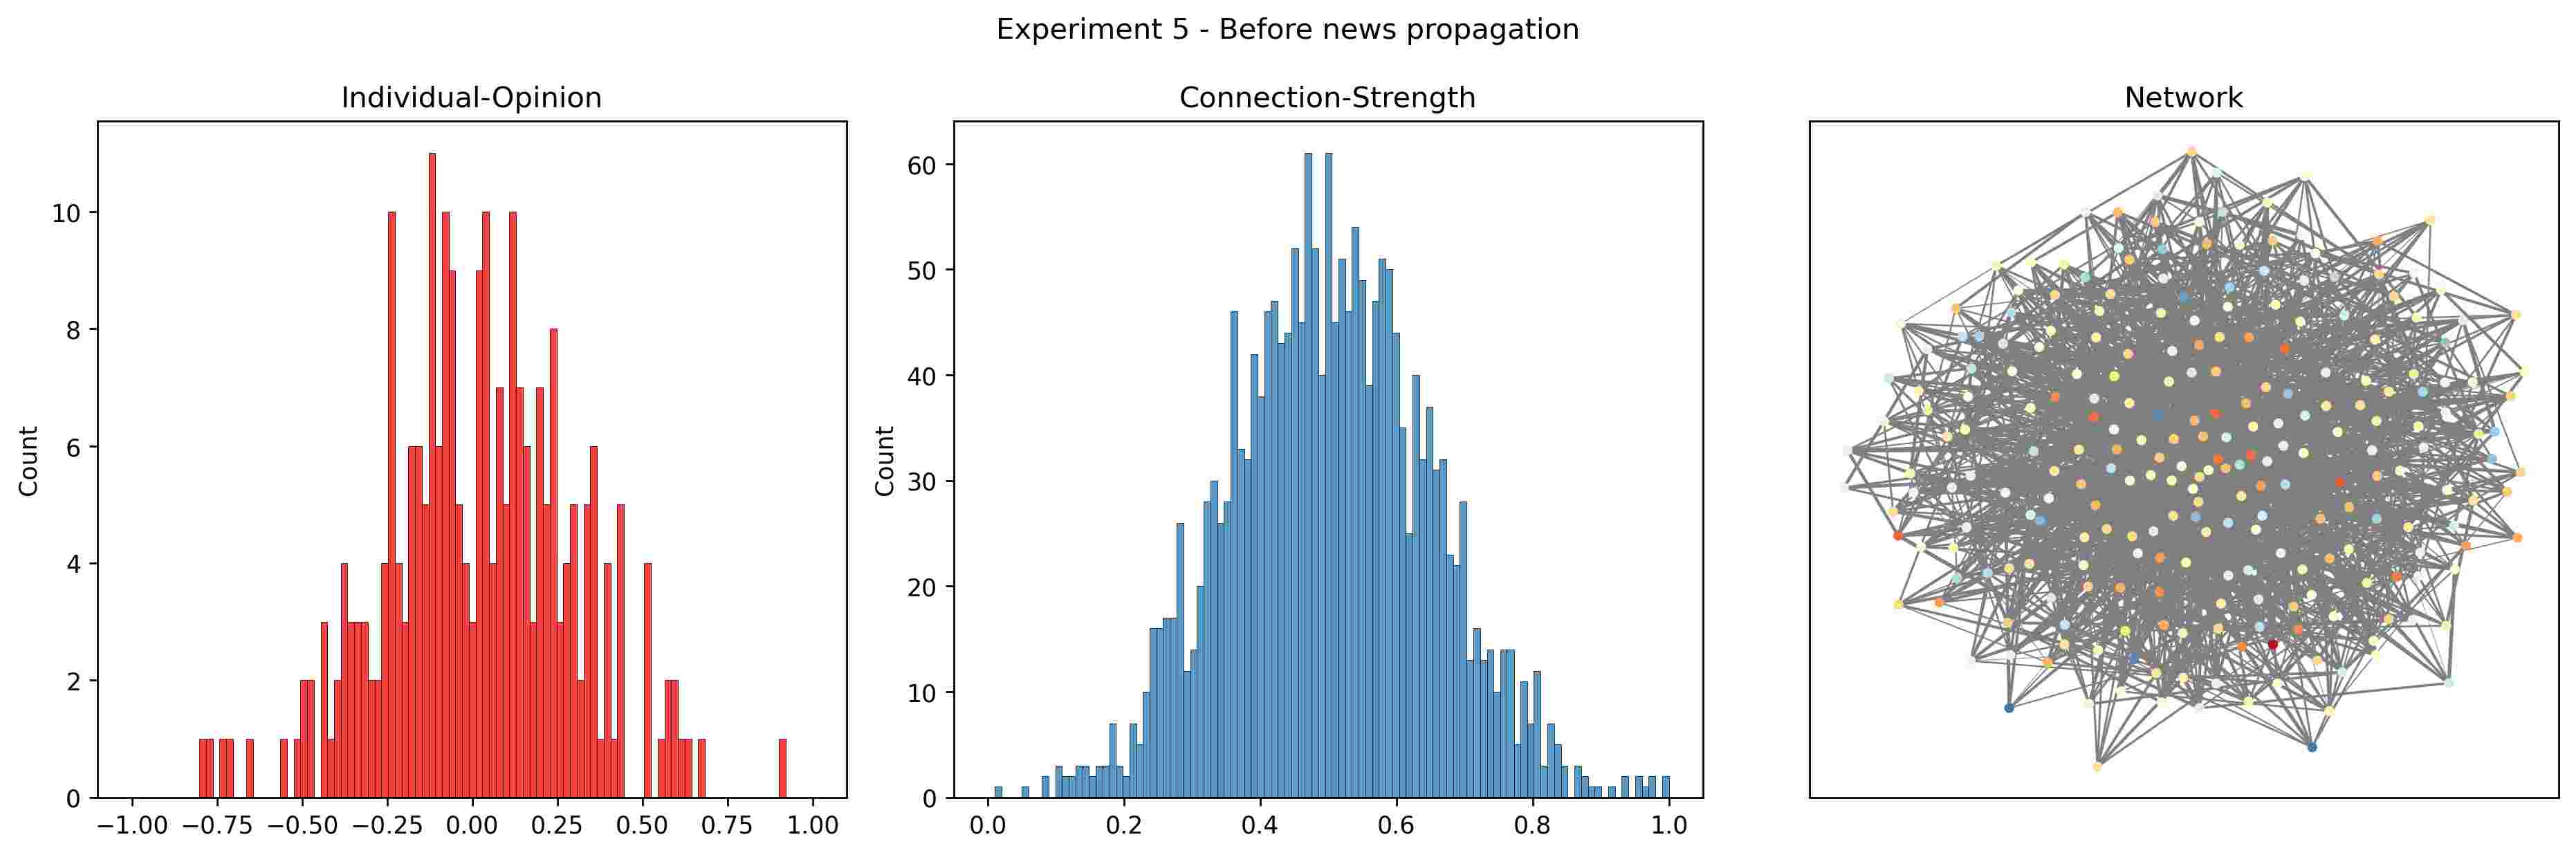 Experiment 5 - Before news propagation
Individual-Opinion
Count
10
8
6
4
2
0
−1.00 −0.75 −0.50 −0.25 0.00 0.25 0.50 0.75 1.00
Connection-Strength
Count
60
50
40
30
20
10
0
0.0 0.2 0.4 0.6 0.8 1.0
Network